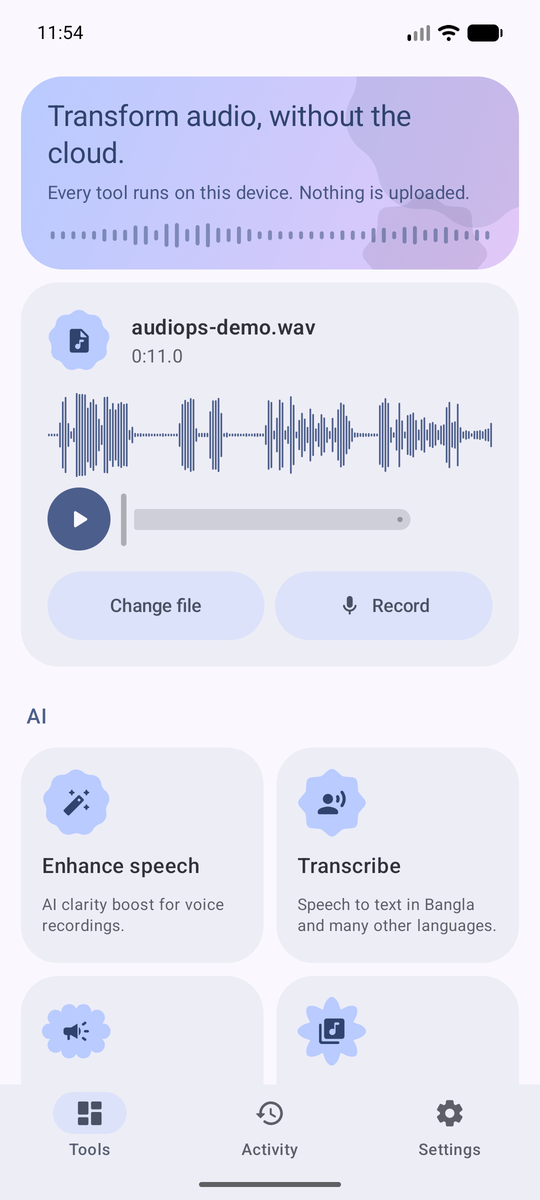 11:54
Transform audio, without the
cloud.
Every tool runs on this device. Nothing is uploaded.
audiops-demo.wav
0:11.0
Change file
Record
AI
Enhance speech
AI clarity boost for voice
recordings.
Transcribe
Speech to text in Bangla
and many other languages.
Tools
Activity
Settings